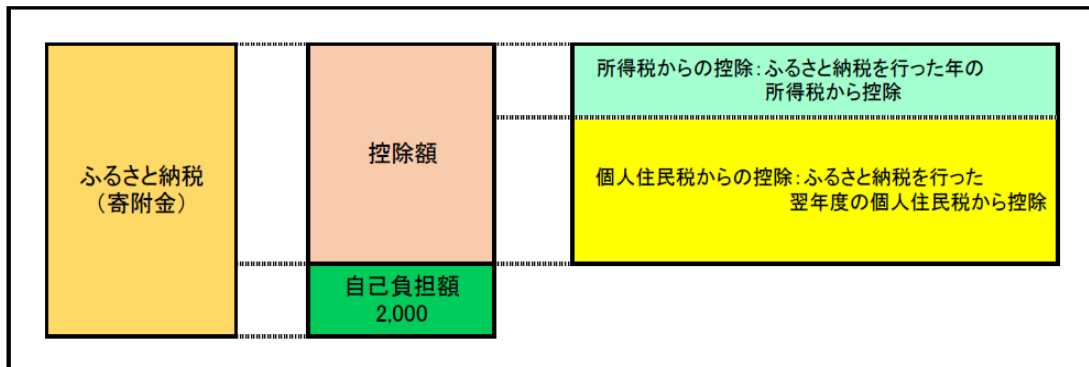 ふるさと納税
（寄附金）
控除額
自己負担額
2,000
所得税からの控除：ふるさと納税を行った年の
所得税から控除
個人住民税からの控除：ふるさと納税を行った
翌年度の個人住民税から控除